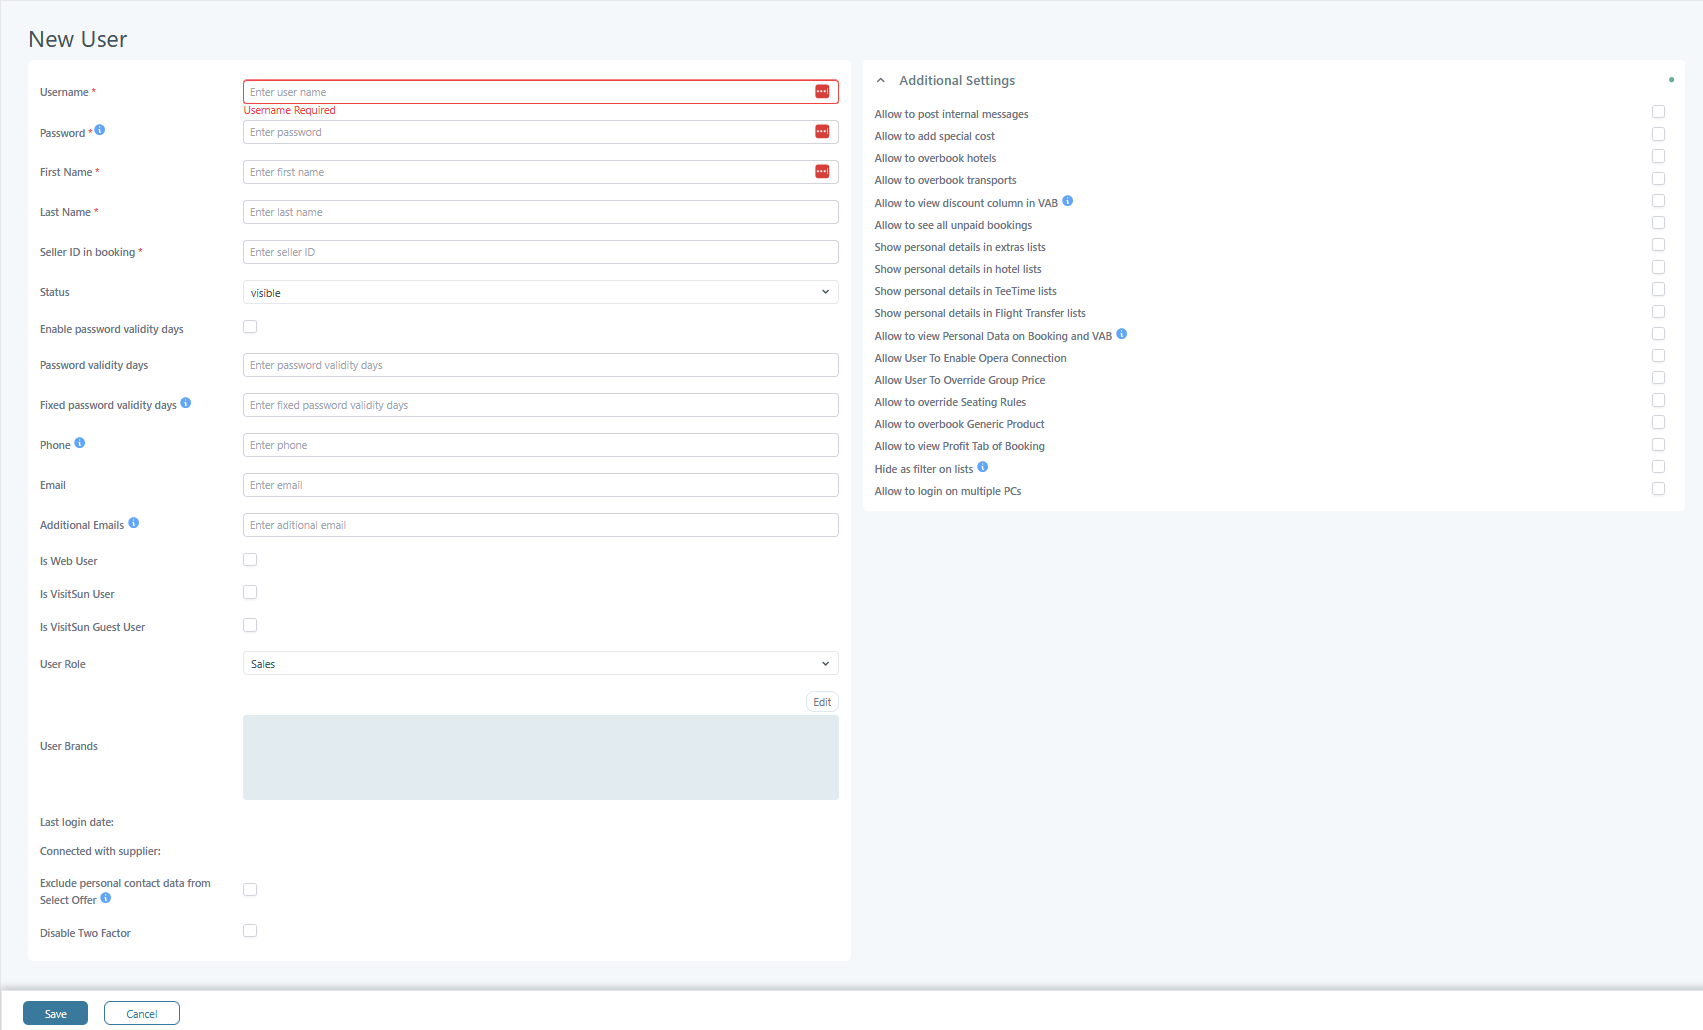 New User
Username *
Enter user name
Username Required
Password *
Enter password
First Name *
Enter first name
Last Name *
Enter last name
Seller ID in booking *
Enter seller ID
Status
visible
Enable password validity days
Password validity days
Enter password validity days
Fixed password validity days
Enter fixed password validity days
Phone
Enter phone
Email
Enter email
Additional Emails
Enter aditional email
Is Web User
Is VisitSun User
Is VisitSun Guest User
User Role
Sales
Edit
User Brands
Last login date:
Connected with supplier:
Exclude personal contact data from
Select Offer
Disable Two Factor
Additional Settings
Allow to post internal messages
Allow to add special cost
Allow to overbook hotels
Allow to overbook transports
Allow to view discount column in VAB
Allow to see all unpaid bookings
Show personal details in extras lists
Show personal details in hotel lists
Show personal details in TeeTime lists
Show personal details in Flight Transfer lists
Allow to view Personal Data on Booking and VAB
Allow User To Enable Opera Connection
Allow User To Override Group Price
Allow to override Seating Rules
Allow to overbook Generic Product
Allow to view Profit Tab of Booking
Hide as filter on lists
Allow to login on multiple PCs
Save
Cancel